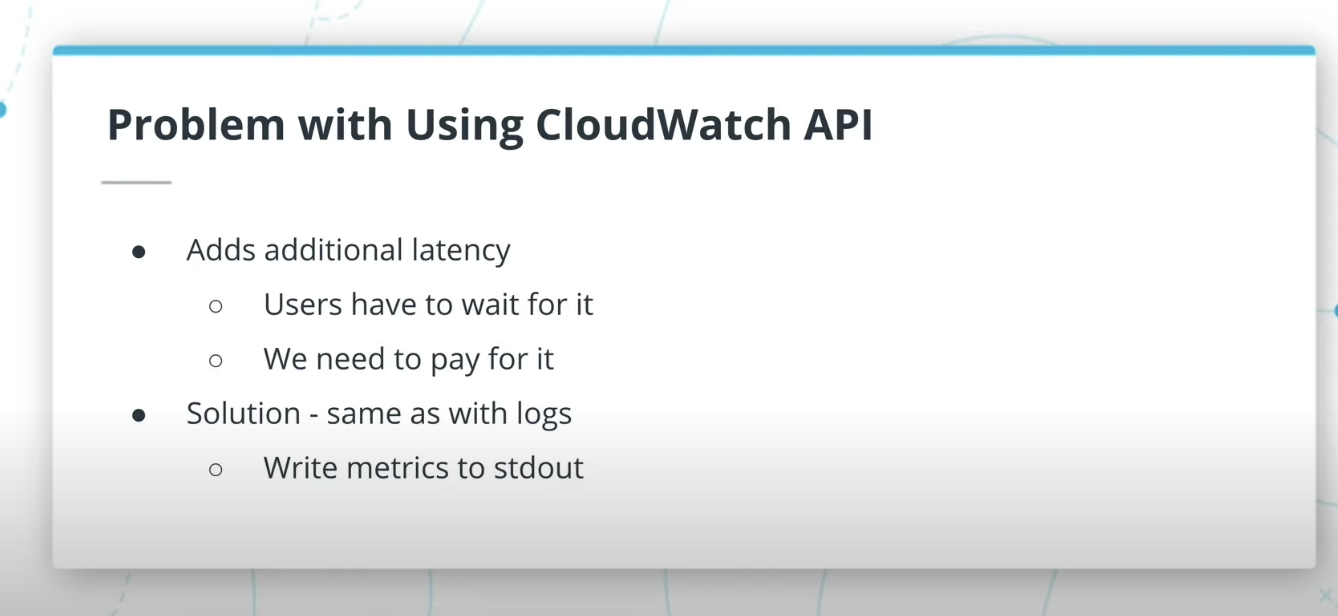 Problem with Using CloudWatch API
● Adds additional latency
○ Users have to wait for it
○ We need to pay for it
● Solution - same as with logs
○ Write metrics to stdout